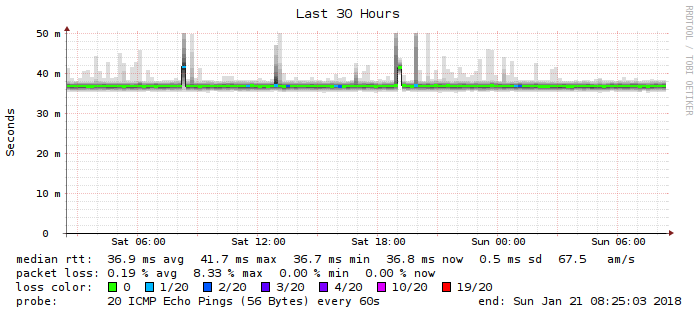 Last 30 Hours
RRDTOOL / TOBI OETIKER
Seconds
50 m
40 m
30 m
20 m
10 m
0
Sat 06:00 Sat 12:00 Sat 18:00 Sun 00:00 Sun 06:00
median rtt: 36.9 ms avg 41.7 ms max 36.7 ms min 36.8 ms now 0.5 ms sd 67.5 am/s
packet loss: 0.19 % avg 8.33 % max 0.00 % min 0.00 % now
loss color: 0 1/20 2/20 3/20 4/20 10/20 19/20
probe: 20 ICMP Echo Pings (56 Bytes) every 60s end: Sun Jan 21 08:25:03 2018